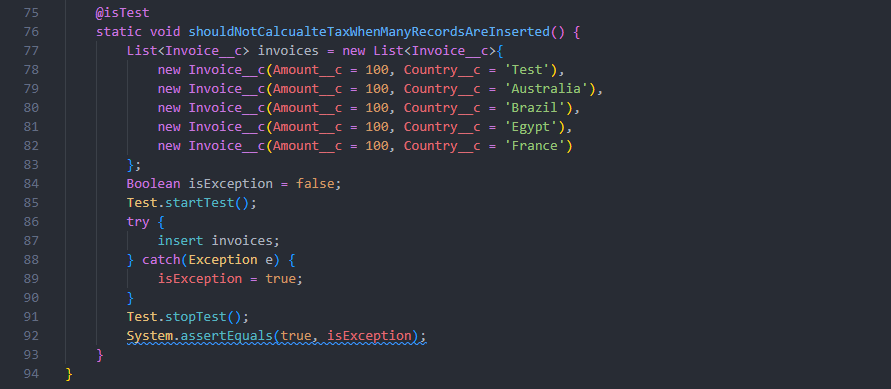 75 @isTest
76 static void shouldNotCalcualteTaxWhenManyRecordsAreInserted() {
77 List<Invoice__c> invoices = new List<Invoice__c>{
78 new Invoice__c(Amount__c = 100, Country__c = 'Test'),
79 new Invoice__c(Amount__c = 100, Country__c = 'Australia'),
80 new Invoice__c(Amount__c = 100, Country__c = 'Brazil'),
81 new Invoice__c(Amount__c = 100, Country__c = 'Egypt'),
82 new Invoice__c(Amount__c = 100, Country__c = 'France')
83 };
84 Boolean isException = false;
85 Test.startTest();
86 try {
87 insert invoices;
88 } catch(Exception e) {
89 isException = true;
90 }
91 Test.stopTest();
92 System.assertEquals(true, isException);
93 }
94 }